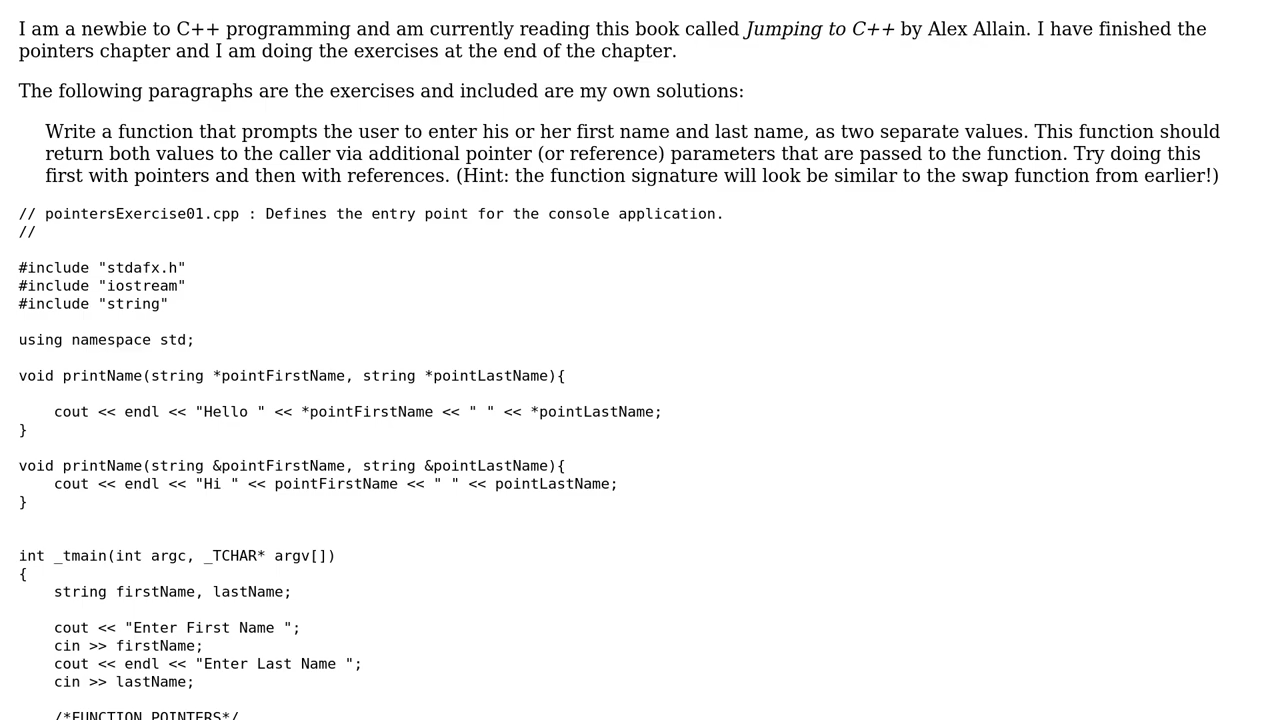 I am a newbie to C++ programming and am currently reading this book called Jumping to C++ by Alex Allain. I have finished the
pointers chapter and I am doing the exercises at the end of the chapter.
The following paragraphs are the exercises and included are my own solutions:
Write a function that prompts the user to enter his or her first name and last name, as two separate values. This function should
return both values to the caller via additional pointer (or reference) parameters that are passed to the function. Try doing this
first with pointers and then with references. (Hint: the function signature will look be similar to the swap function from earlier!)
// pointersExercise01.cpp : Defines the entry point for the console application.
//
#include "stdafx.h"
#include "iostream"
#include "string"
using namespace std;
void printName(string *pointFirstName, string *pointLastName){
    cout << endl << "Hello " << *pointFirstName << " " << *pointLastName;
}
void printName(string &pointFirstName, string &pointLastName){
    cout << endl << "Hi " << pointFirstName << " " << pointLastName;
}
int _tmain(int argc, _TCHAR* argv[])
{
    string firstName, lastName;
    cout << "Enter First Name ";
    cin >> firstName;
    cout << endl << "Enter Last Name ";
    cin >> lastName;
    /*FUNCTION POINTERS*/